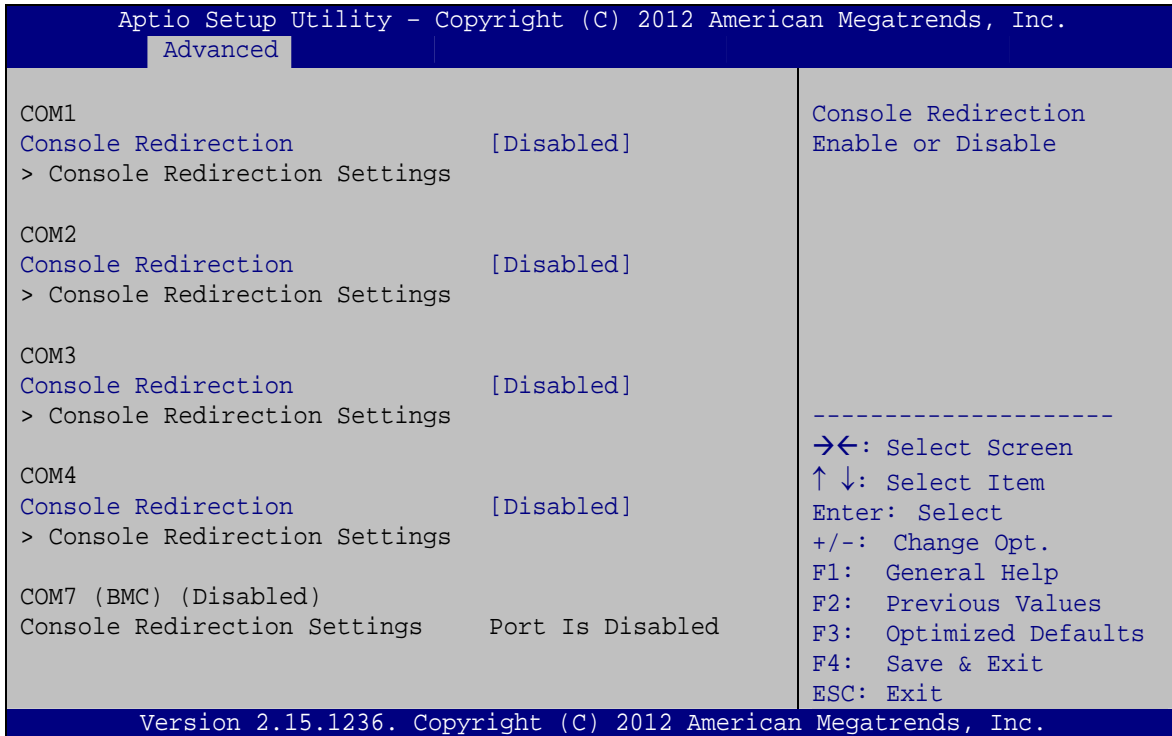 Aptio Setup Utility – Copyright (C) 2012 American Megatrends, Inc.
Advanced
COM1
Console Redirection [Disabled]
> Console Redirection Settings
COM2
Console Redirection [Disabled]
> Console Redirection Settings
COM3
Console Redirection [Disabled]
> Console Redirection Settings
COM4
Console Redirection [Disabled]
> Console Redirection Settings
COM7 (BMC) (Disabled)
Console Redirection Settings Port Is Disabled
Console Redirection
Enable or Disable
---------------------
→←: Select Screen
↑ ↓: Select Item
Enter: Select
+/-: Change Opt.
F1: General Help
F2: Previous Values
F3: Optimized Defaults
F4: Save & Exit
ESC: Exit
Version 2.15.1236. Copyright (C) 2012 American Megatrends, Inc.